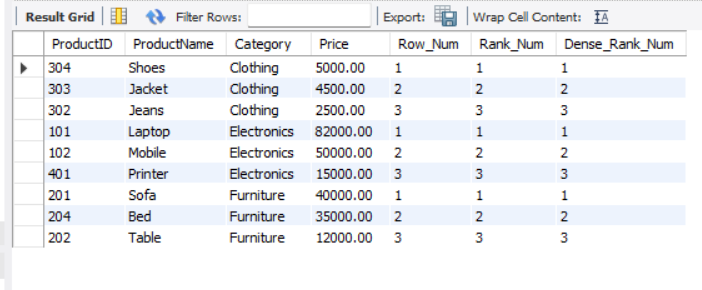 Result Grid Filter Rows: Export: Wrap Cell Content: IA
ProductID ProductName Category Price Row_Num Rank_Num Dense_Rank_Num
304 Shoes Clothing 5000.00 1 1 1
303 Jacket Clothing 4500.00 2 2 2
302 Jeans Clothing 2500.00 3 3 3
101 Laptop Electronics 82000.00 1 1 1
102 Mobile Electronics 50000.00 2 2 2
401 Printer Electronics 15000.00 3 3 3
201 Sofa Furniture 40000.00 1 1 1
204 Bed Furniture 35000.00 2 2 2
202 Table Furniture 12000.00 3 3 3